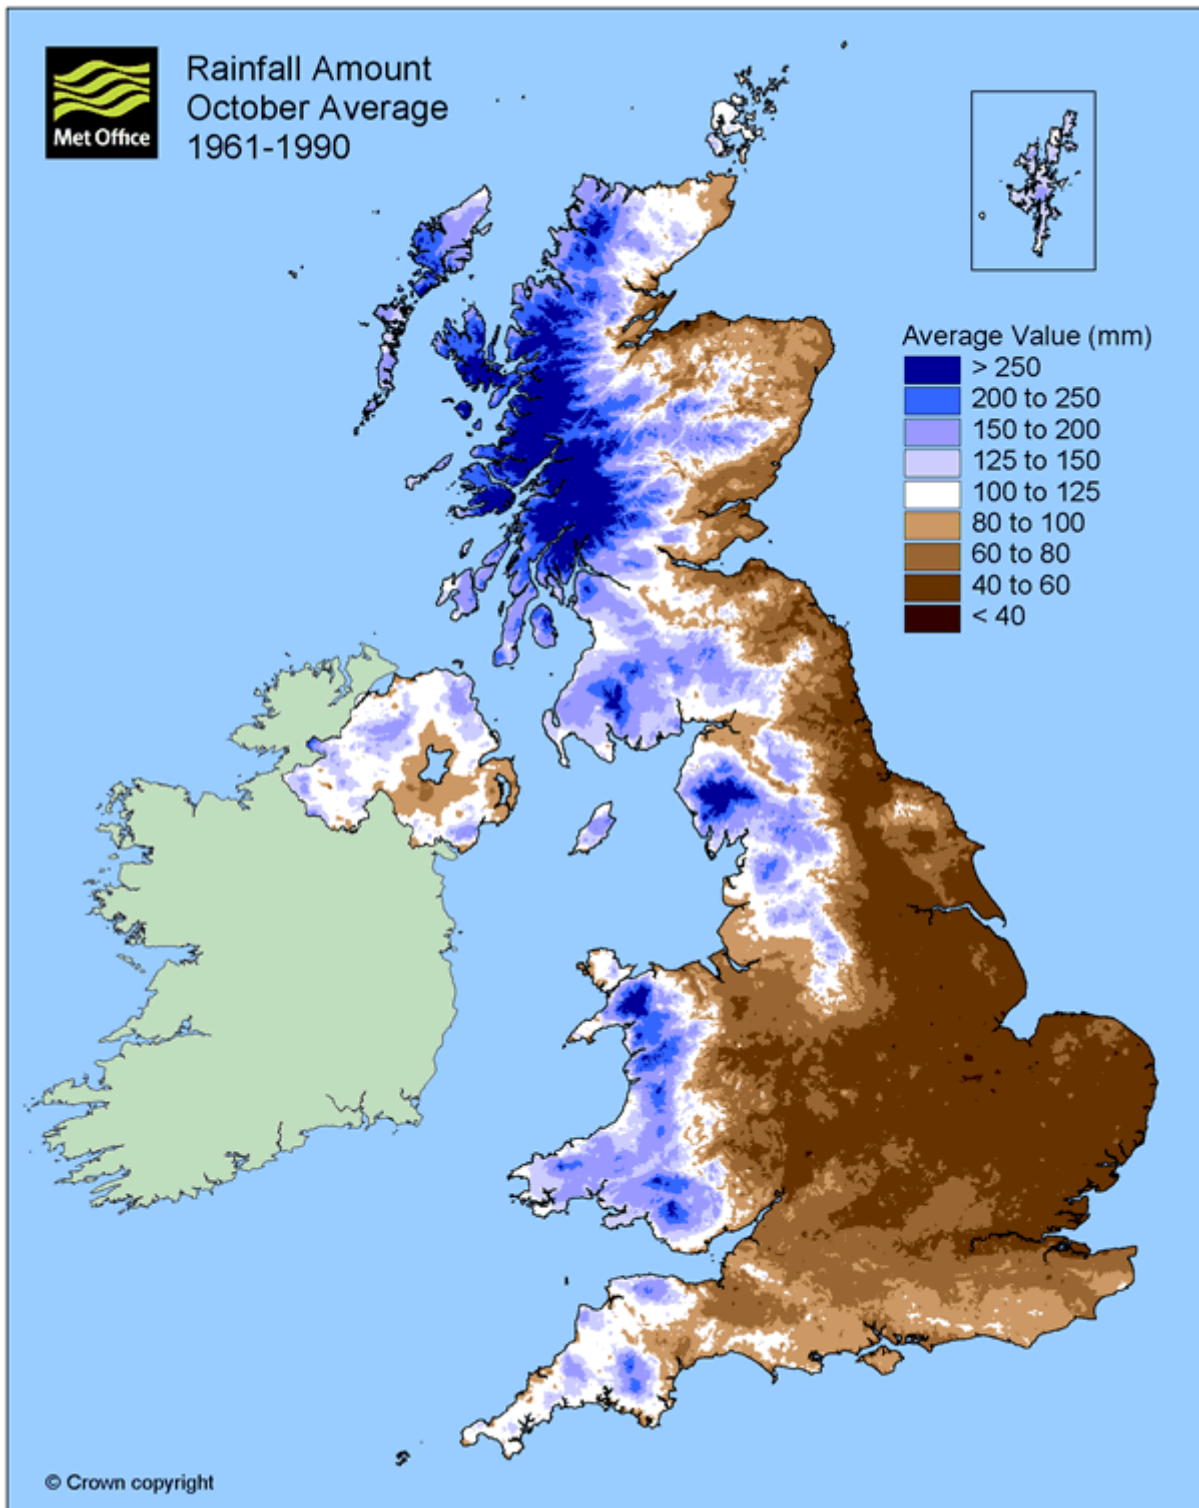 Met Office
Rainfall Amount
October Average
1961-1990
Average Value (mm)
> 250
200 to 250
150 to 200
125 to 150
100 to 125
80 to 100
60 to 80
40 to 60
< 40
© Crown copyright